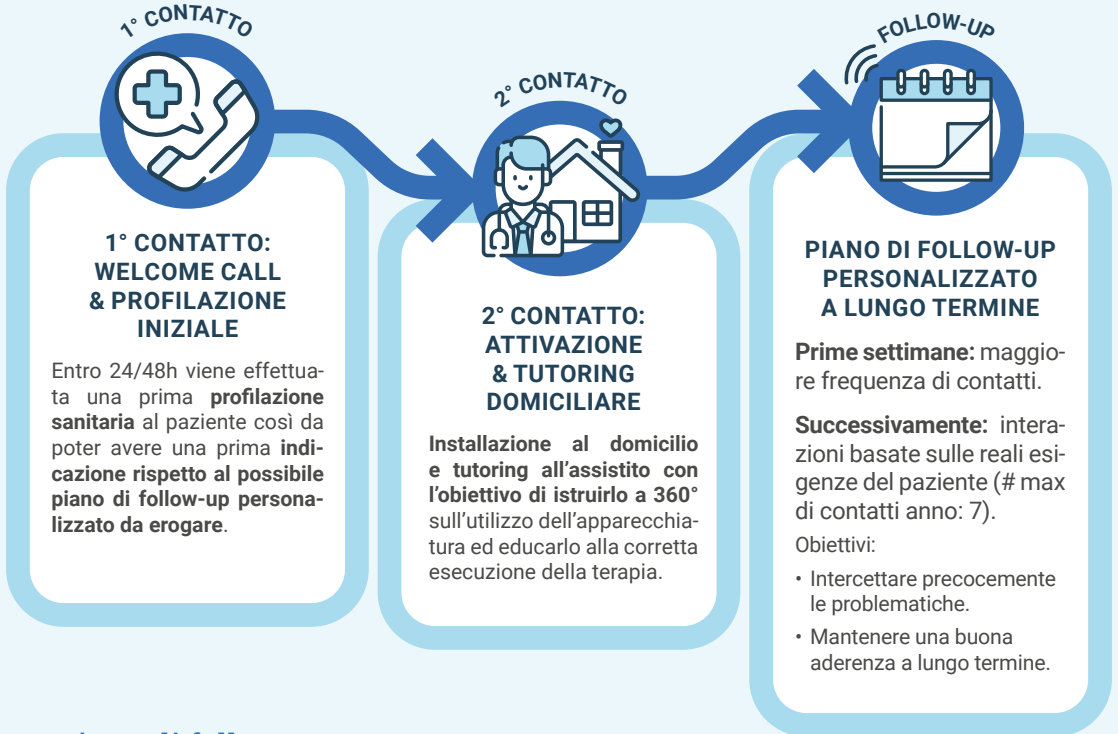 1° CONTATTO
2° CONTATTO
FOLLOW-UP
1° CONTATTO:
WELCOME CALL
& PROFILAZIONE
INIZIALE
Entro 24/48h viene effettua-
ta una prima profilazione
sanitaria al paziente così da
poter avere una prima indi-
cazione rispetto al possibile
piano di follow-up persona-
lizzato da erogare.
2° CONTATTO:
ATTIVAZIONE
& TUTORING
DOMICILIARE
Installazione al domicilio
e tutoring all'assistito con
l'obiettivo di istruirlo a 360°
sull'utilizzo dell'apparecchia-
tura ed educarlo alla corretta
esecuzione della terapia.
PIANO DI FOLLOW-UP
PERSONALIZZATO
A LUNGO TERMINE
Prime settimane: maggio-
re frequenza di contatti.
Successivamente: intera-
zioni basate sulle reali esi-
genze del paziente (# max
di contatti anno: 7).
Obiettivi:
• Intercettare precocemente
le problematiche.
• Mantenere una buona
aderenza a lungo termine.